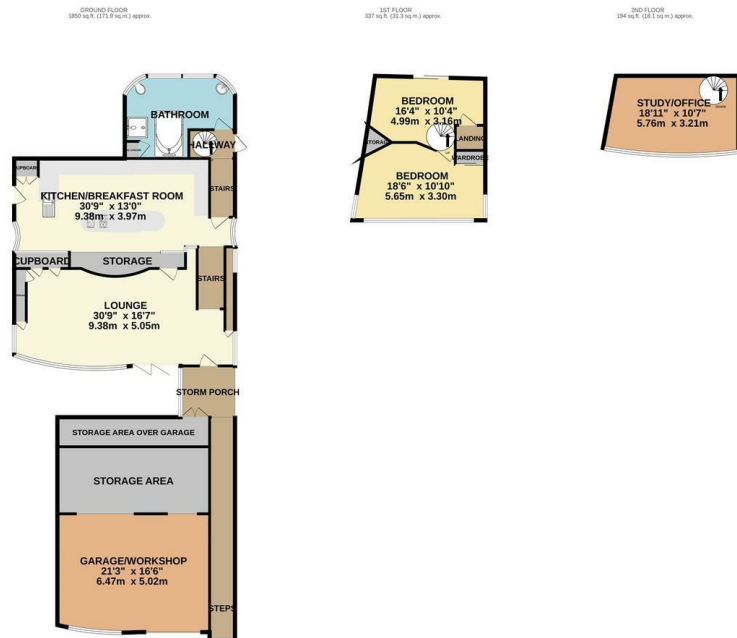 GROUND FLOOR
1850 sq.ft. (171.9 sq.m.) approx.
BATHROOM
HALLWAY
CUPBOARD
STAIRS
KITCHEN/BREAKFAST ROOM
30'9" x 13'0"
9.38m x 3.97m
CUPBOARD
STORAGE
STAIRS
LOUNGE
30'9" x 16'7"
9.38m x 5.05m
STORM PORCH
STORAGE AREA OVER GARAGE
STORAGE AREA
GARAGE/WORKSHOP
21'3" x 16'6"
6.47m x 5.02m
STEPS
1ST FLOOR
337 sq.ft. (31.3 sq.m.) approx.
BEDROOM
16'4" x 10'4"
4.99m x 3.16m
STORAGE
LANDING
WARDROBE
BEDROOM
18'6" x 10'10"
5.65m x 3.30m
2ND FLOOR
194 sq.ft. (18.1 sq.m.) approx.
STUDY/OFFICE
18'11" x 10'7"
5.76m x 3.21m